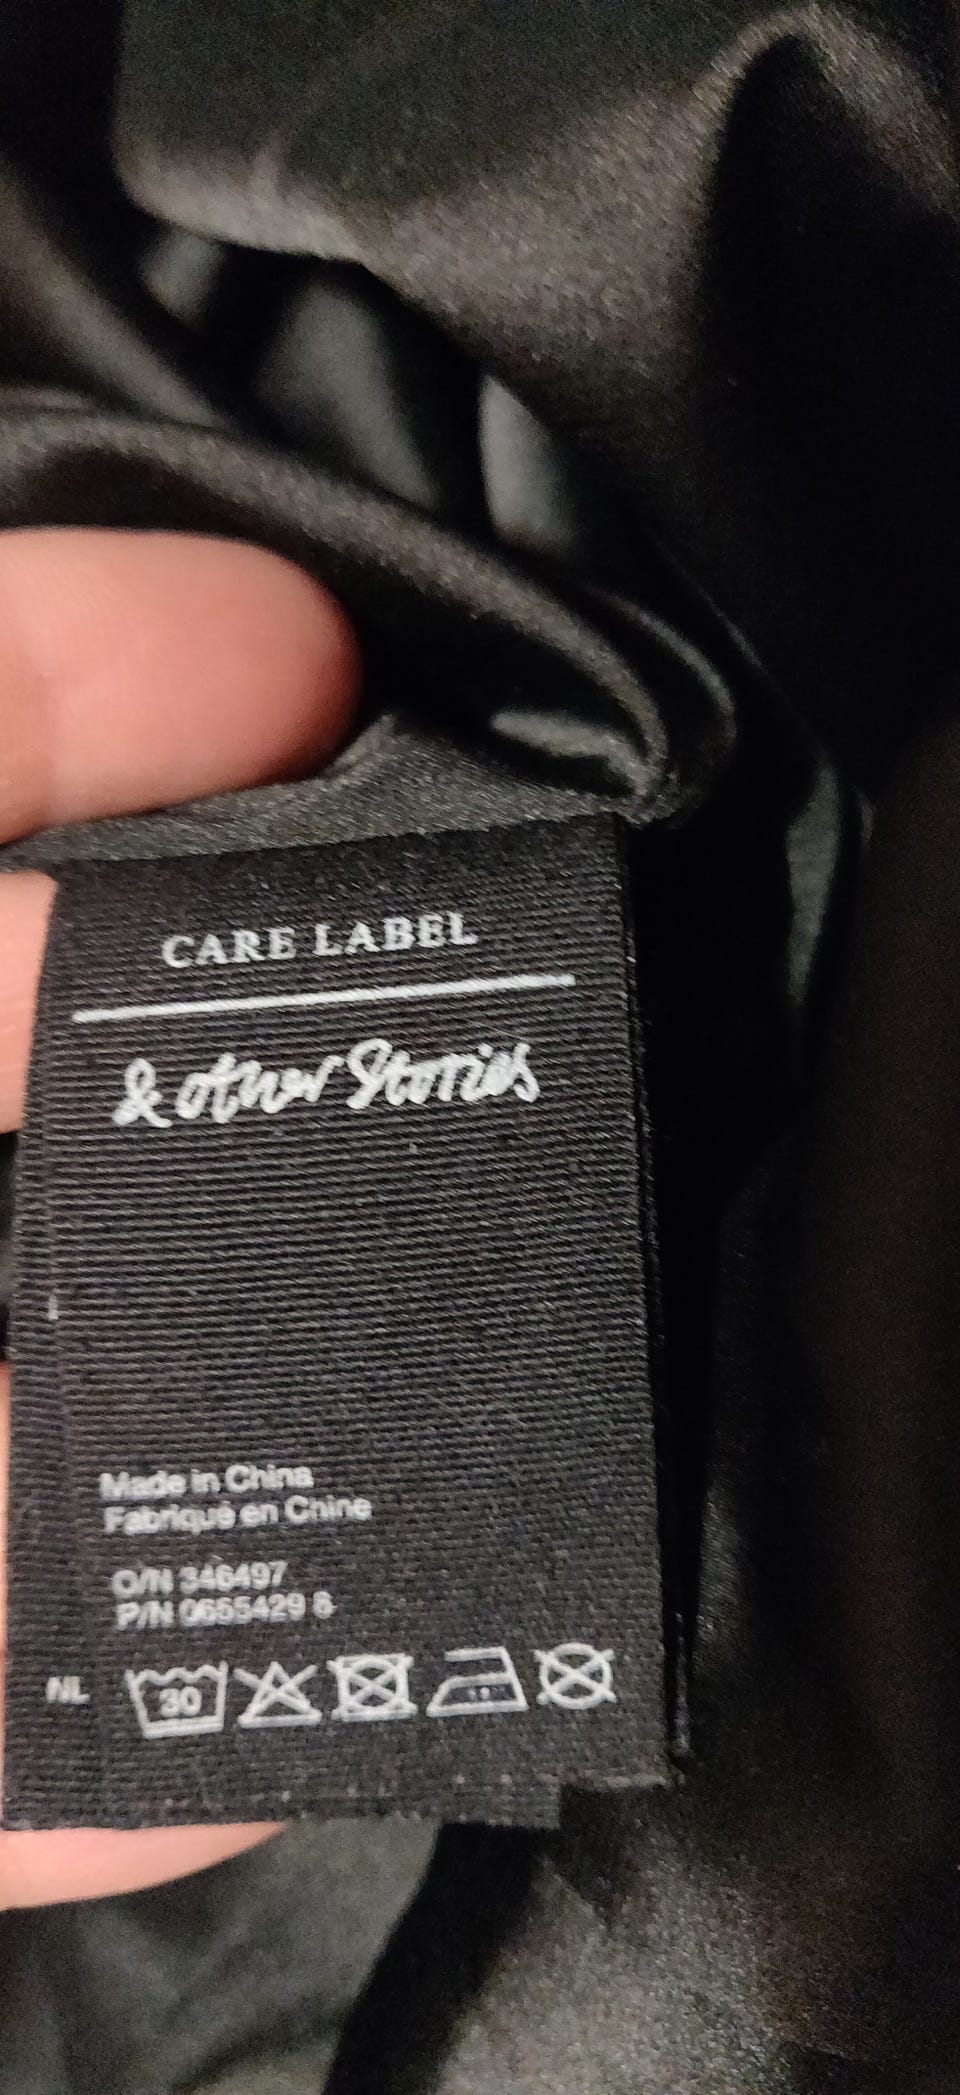 CARE LABEL
& other Stories
Made in China
Fabriqué en Chine
O/N 346497
P/N 0655429 6
NL
30